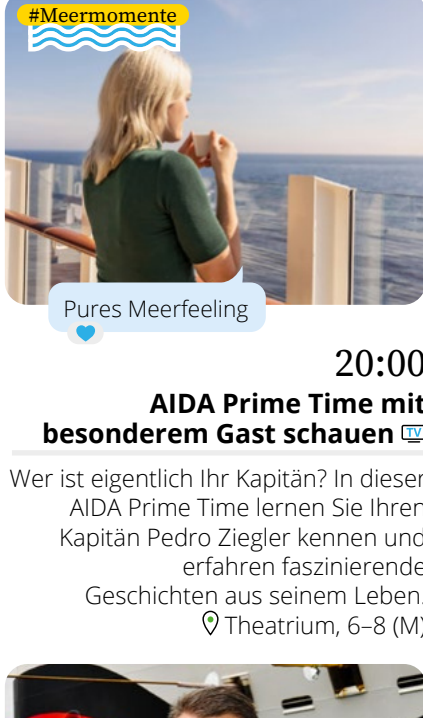 #Meermomente
Pures Meerfeeling
20:00
AIDA Prime Time mit
besonderem Gast schauen TV
Wer ist eigentlich Ihr Kapitän? In dieser
AIDA Prime Time lernen Sie Ihren
Kapitän Pedro Ziegler kennen und
erfahren faszinierende
Geschichten aus seinem Leben.
Theatrium, 6–8 (M)